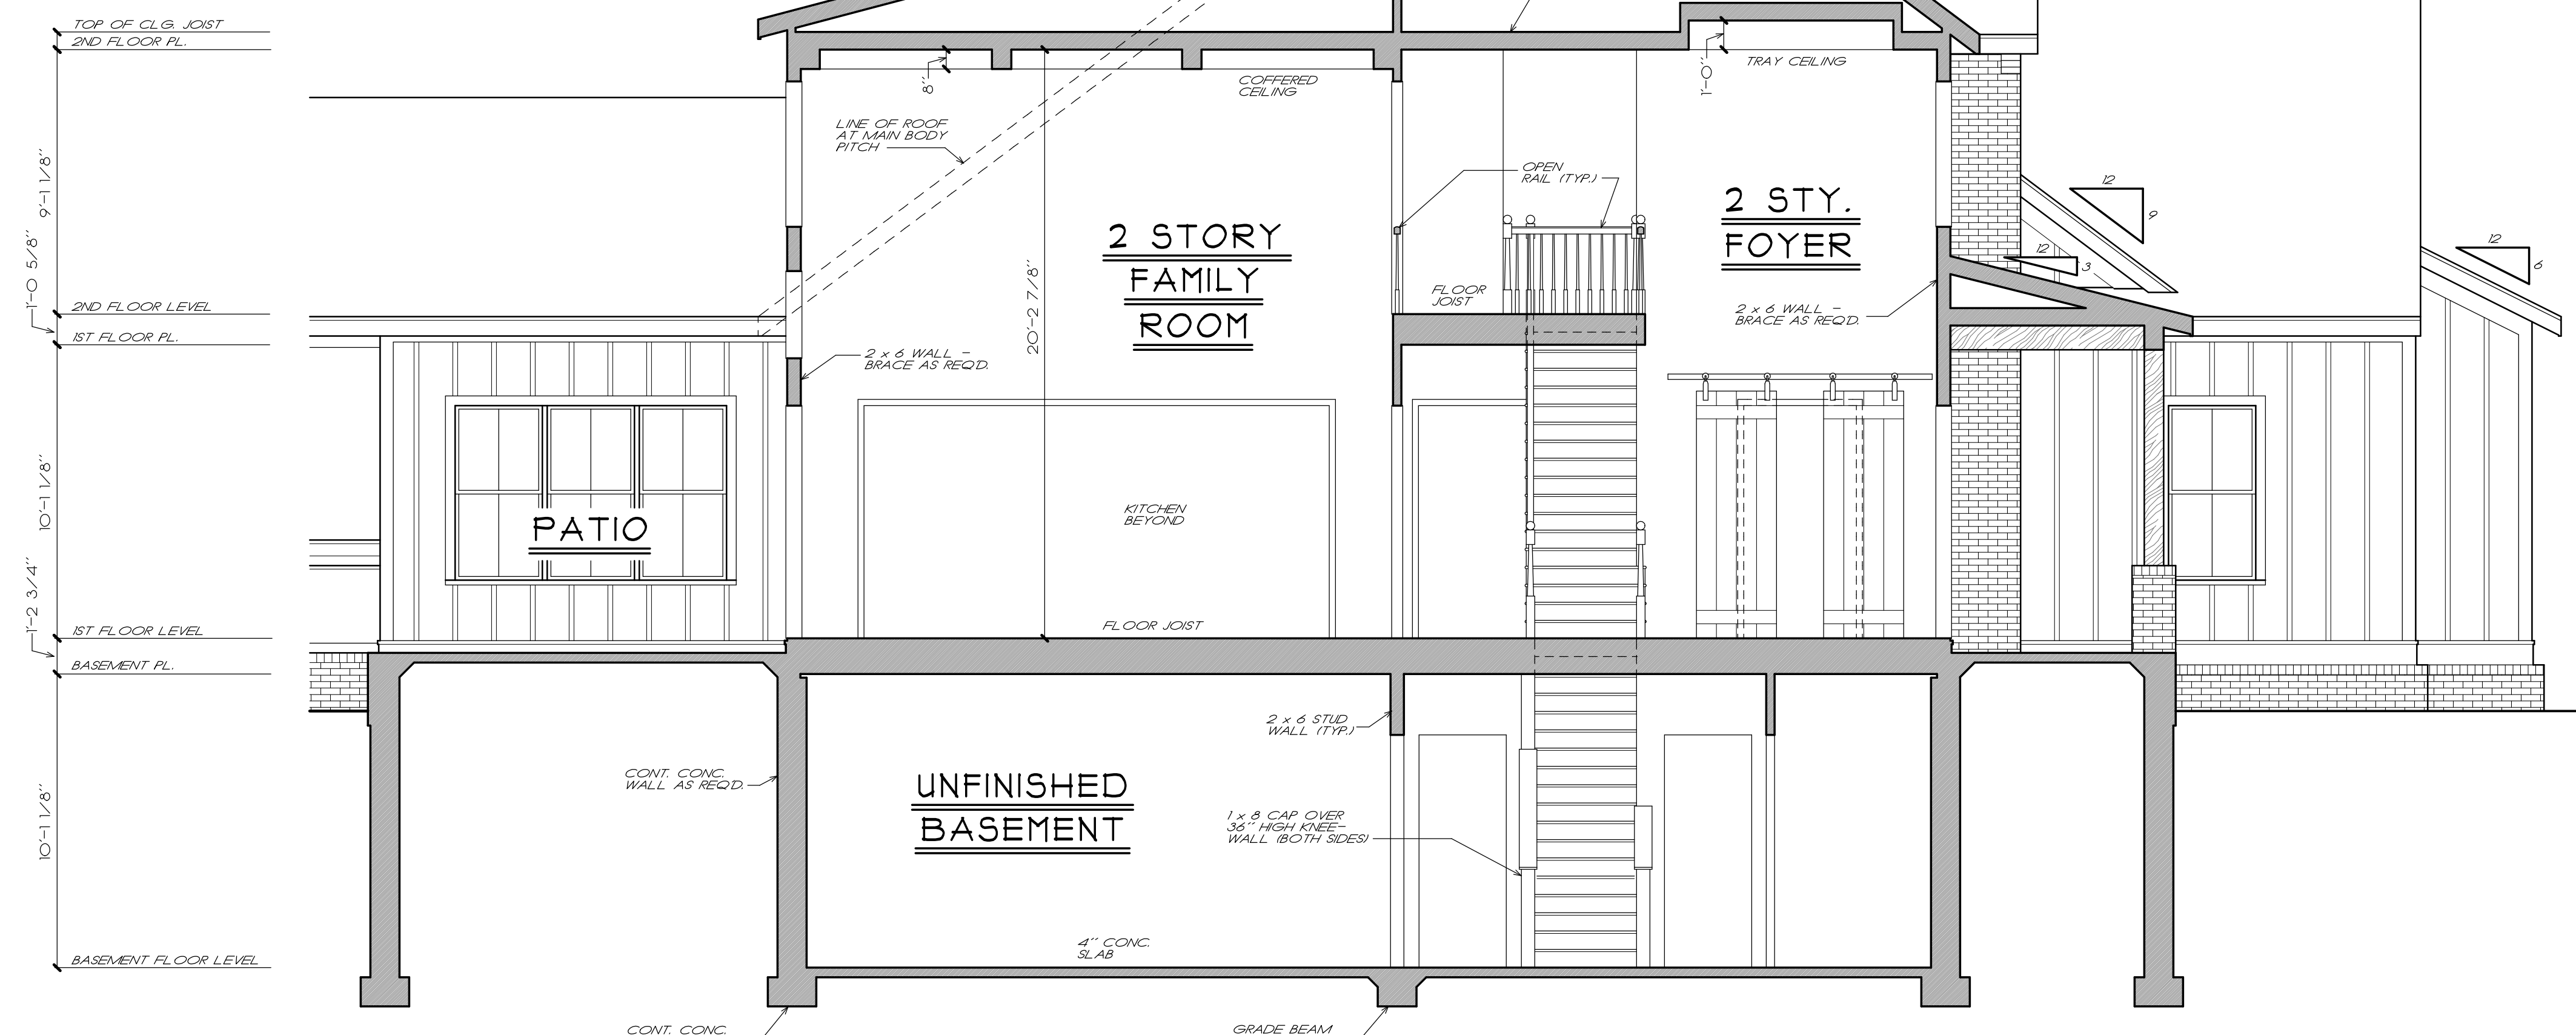 TOP OF CLG. JOIST
2ND FLOOR PL.
9'-1 1/8"
1'-0 5/8"
2ND FLOOR LEVEL
1ST FLOOR PL.
10'-1 1/8"
1'-2 3/4"
1ST FLOOR LEVEL
BASEMENT PL.
10'-1 1/8"
BASEMENT FLOOR LEVEL
8"
COFFERED
CEILING
1'-0"
TRAY CEILING
LINE OF ROOF
AT MAIN BODY
PITCH
OPEN
RAIL (TYP.)
2 STORY
FAMILY
ROOM
20'-2 7/8"
2 STY.
FOYER
FLOOR
JOIST
2 x 6 WALL -
BRACE AS REQ'D.
12
9
12
3
12
6
2 x 6 WALL -
BRACE AS REQ'D.
PATIO
KITCHEN
BEYOND
FLOOR JOIST
2 x 6 STUD
WALL (TYP.)
CONT. CONC.
WALL AS REQ'D.
UNFINISHED
BASEMENT
1 x 8 CAP OVER
36" HIGH KNEE-
WALL (BOTH SIDES)
4" CONC.
SLAB
CONT. CONC.
GRADE BEAM